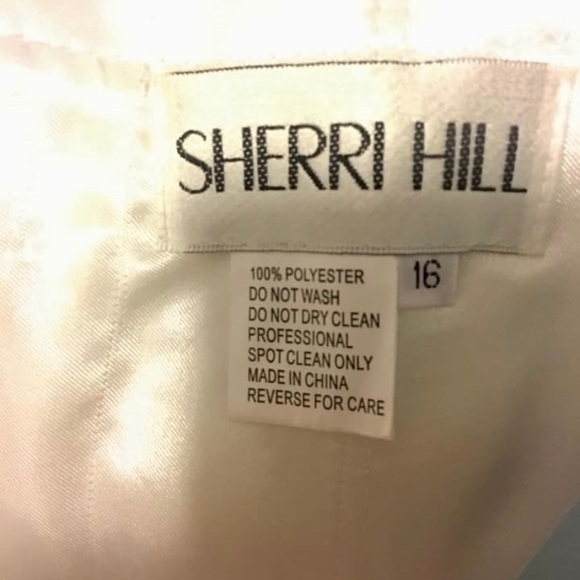 SHERRI HILL
16
100% POLYESTER
DO NOT WASH
DO NOT DRY CLEAN
PROFESSIONAL
SPOT CLEAN ONLY
MADE IN CHINA
REVERSE FOR CARE